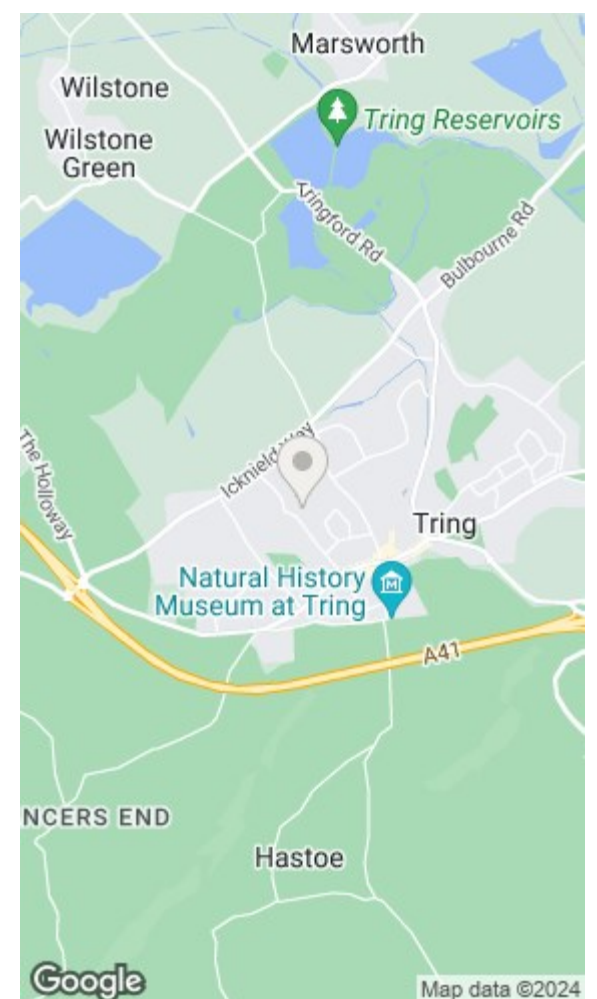 Marsworth
Wilstone
Tring Reservoirs
Wilstone
Green
Tringford Rd
Bulbourne Rd
The Holloway
Icknield Way
Tring
Natural History
Museum at Tring
M
A41
NCERS END
Hastoe
Google
Map data ©2024